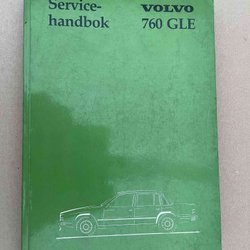 Service-
handbok
VOLVO
760 GLE